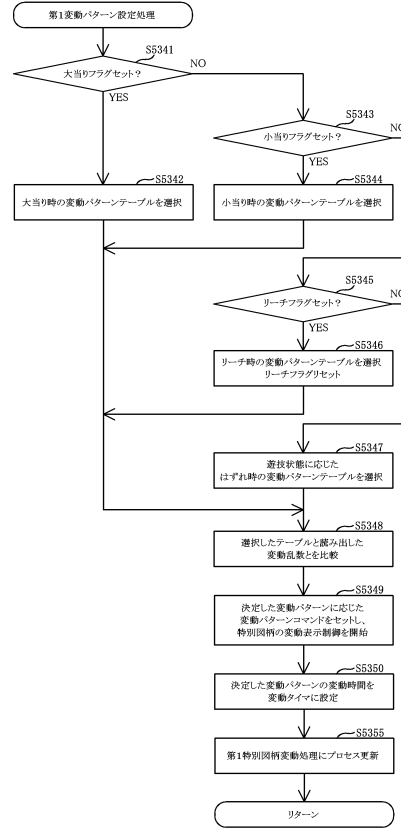 第1変動パターン設定処理
S5341
大当りフラグセット?
NO
YES
S5343
小当りフラグセット?
NO
YES
S5342
大当り時の変動パターンテーブルを選択
S5344
小当り時の変動パターンテーブルを選択
S5345
リーチフラグセット?
NO
YES
S5346
リーチ時の変動パターンテーブルを選択
リーチフラグリセット
S5347
遊技状態に応じた
はずれ時の変動パターンテーブルを選択
S5348
選択したテーブルと読み出した
変動乱数とを比較
S5349
決定した変動パターンに応じた
変動パターンコマンドをセットし、
特別図柄の変動表示制御を開始
S5350
決定した変動パターンの変動時間を
変動タイマに設定
S5355
第1特別図柄変動処理にプロセス更新
リターン